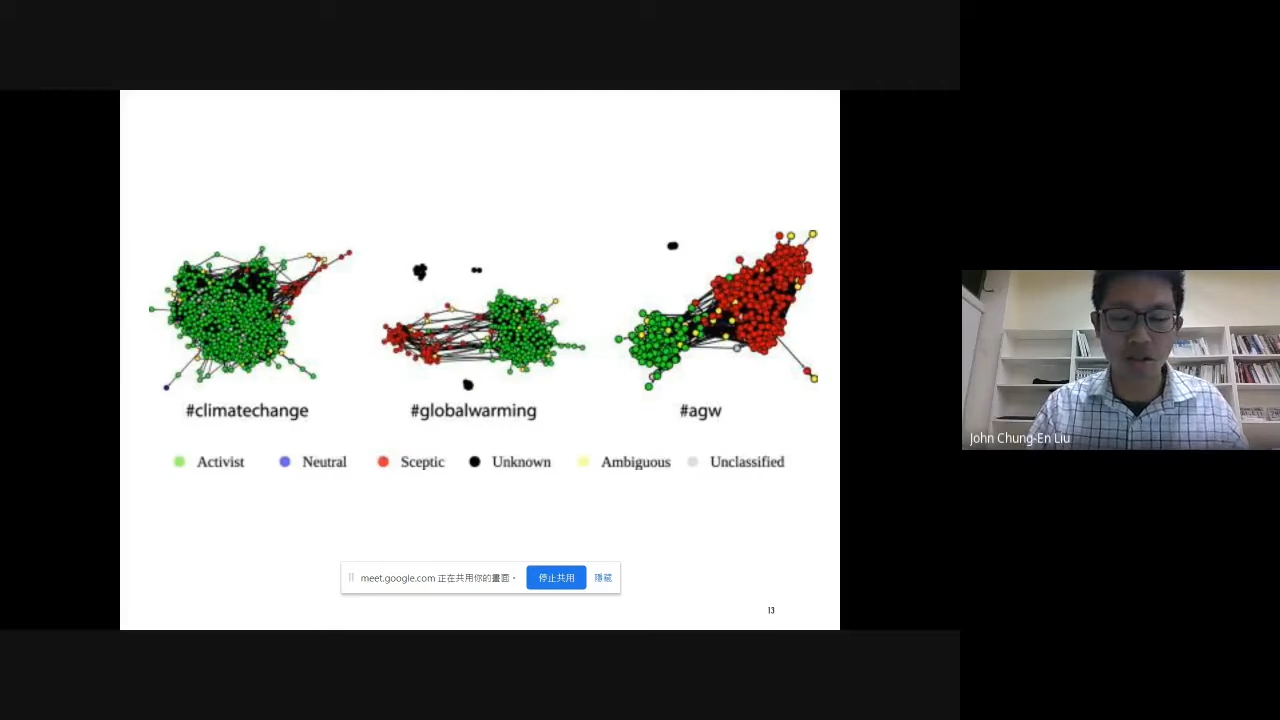 #climatechange #globalwarming #agw
Activist Neutral Sceptic Unknown Ambiguous Unclassified
meet.google.com 正在共用你的畫面。 停止共用 隱藏
13
John Chung-En Liu